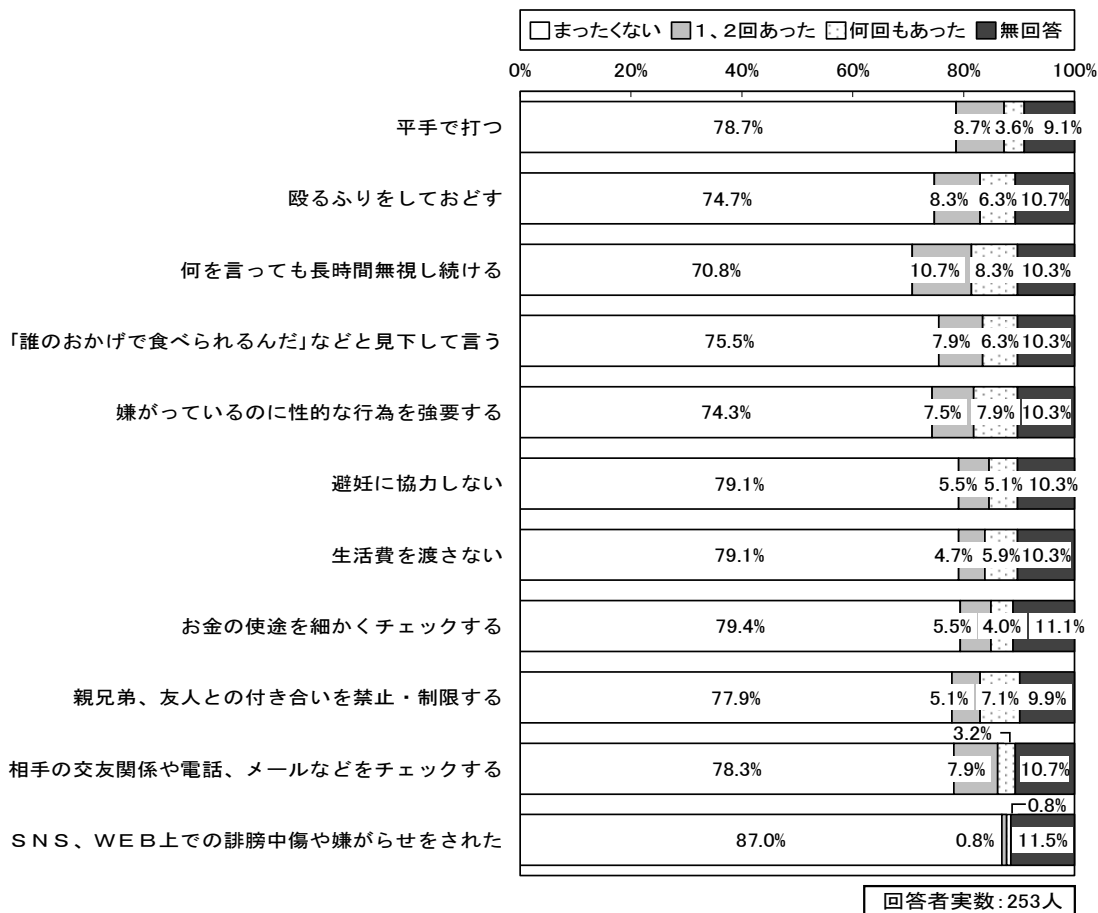 まったくない 1、2回あった 何回もあった 無回答
0% 20% 40% 60% 80% 100%
平手で打つ 78.7% 8.7% 3.6% 9.1%
殴るふりをしておどす 74.7% 8.3% 6.3% 10.7%
何を言っても長時間無視し続ける 70.8% 10.7% 8.3% 10.3%
「誰のおかげで食べられるんだ」などと見下して言う 75.5% 7.9% 6.3% 10.3%
嫌がっているのに性的な行為を強要する 74.3% 7.5% 7.9% 10.3%
避妊に協力しない 79.1% 5.5% 5.1% 10.3%
生活費を渡さない 79.1% 4.7% 5.9% 10.3%
お金の使途を細かくチェックする 79.4% 5.5% 4.0% 11.1%
親兄弟、友人との付き合いを禁止・制限する 77.9% 5.1% 7.1% 9.9%
3.2%
相手の交友関係や電話、メールなどをチェックする 78.3% 7.9% 10.7%
0.8%
SNS、WEB上での誹膀中傷や嫌がらせをされた 87.0% 0.8% 11.5%
回答者実数:253人